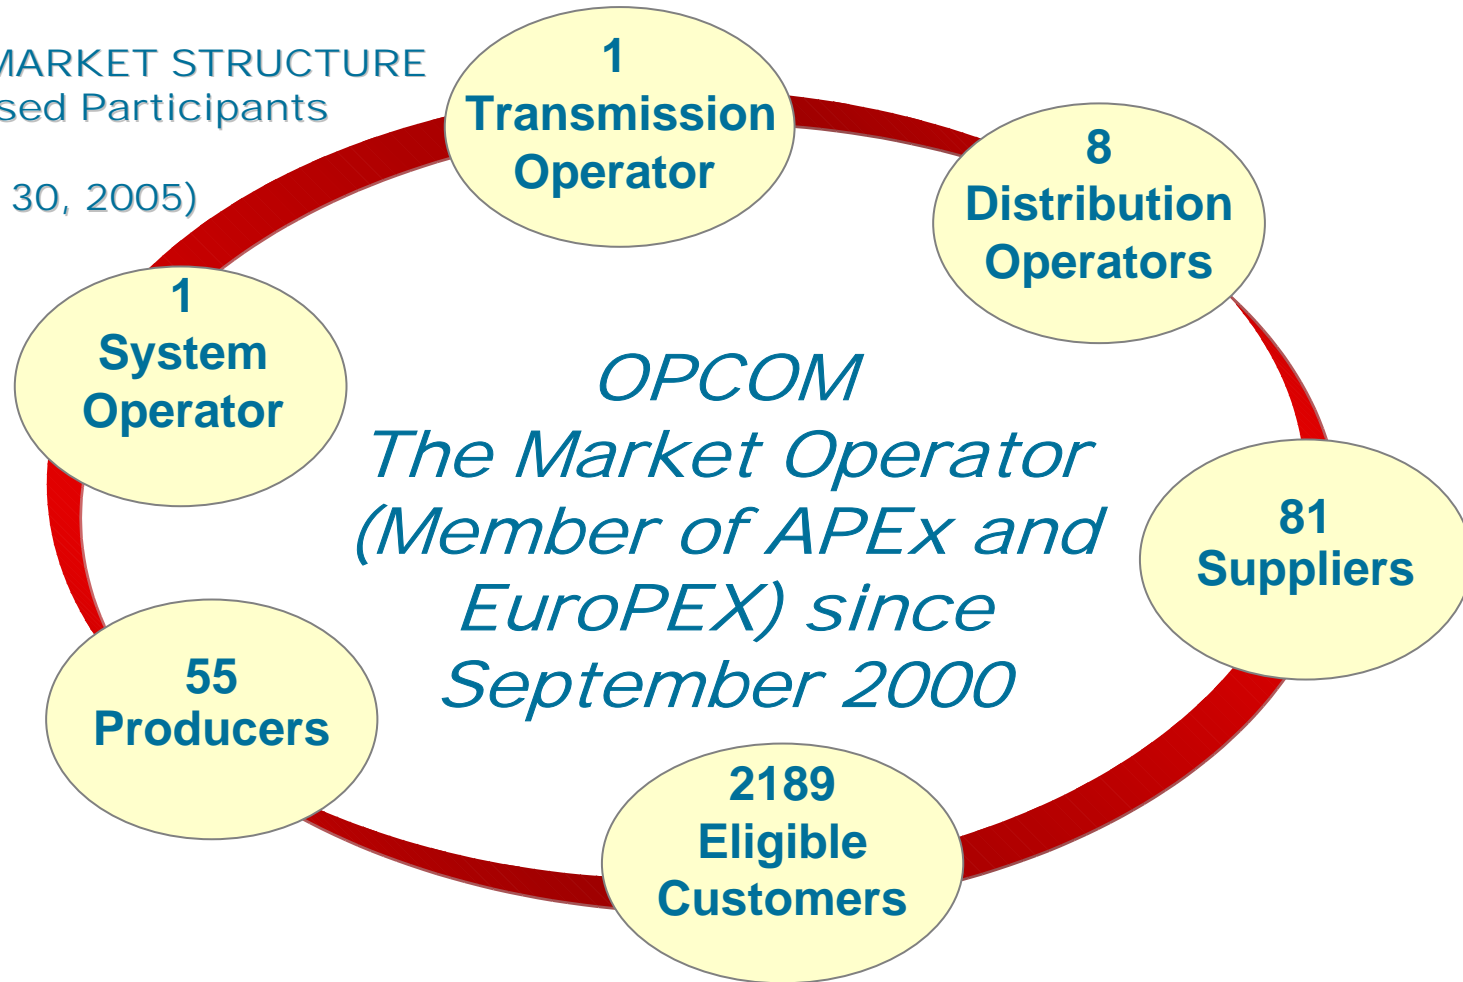 MARKET STRUCTURE
sed Participants
30, 2005)
1
Transmission
Operator
8
Distribution
Operators
1
System
Operator
OPCOM
The Market Operator
(Member of APEx and
EuroPEX) since
September 2000
81
Suppliers
55
Producers
2189
Eligible
Customers